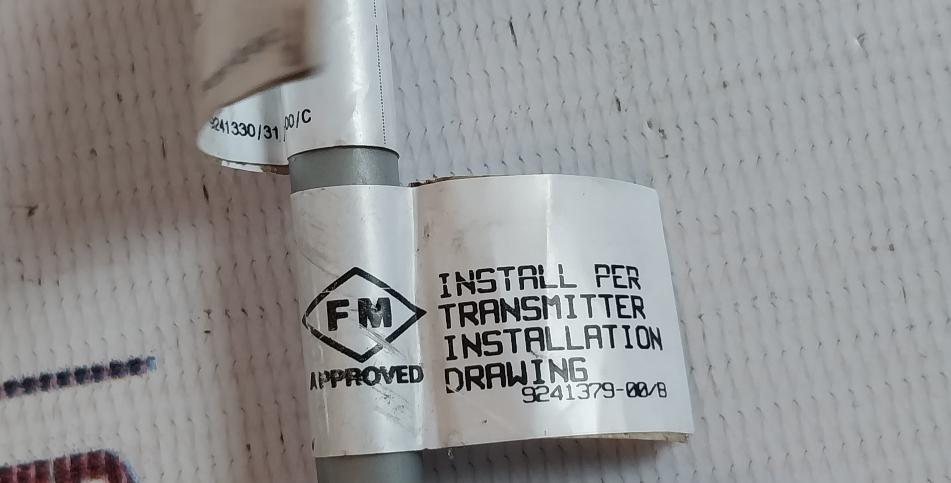 9241330/31 00/C
FM
APPROVED
INSTALL PER
TRANSMITTER
INSTALLATION
DRAWING
9241379-00/B